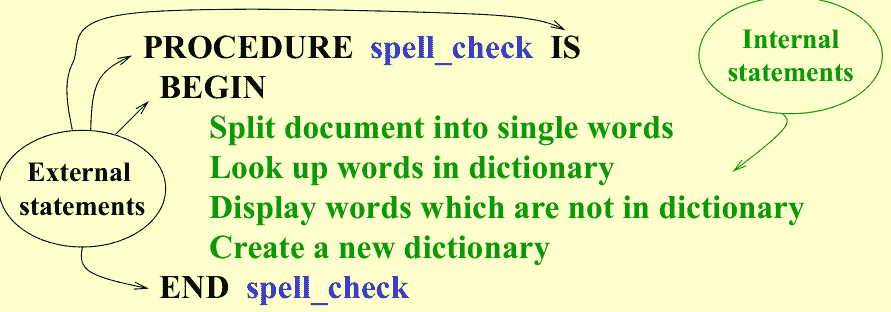 PROCEDURE spell_check IS
BEGIN
Split document into single words
Look up words in dictionary
Display words which are not in dictionary
Create a new dictionary
END spell_check
External
statements
Internal
statements